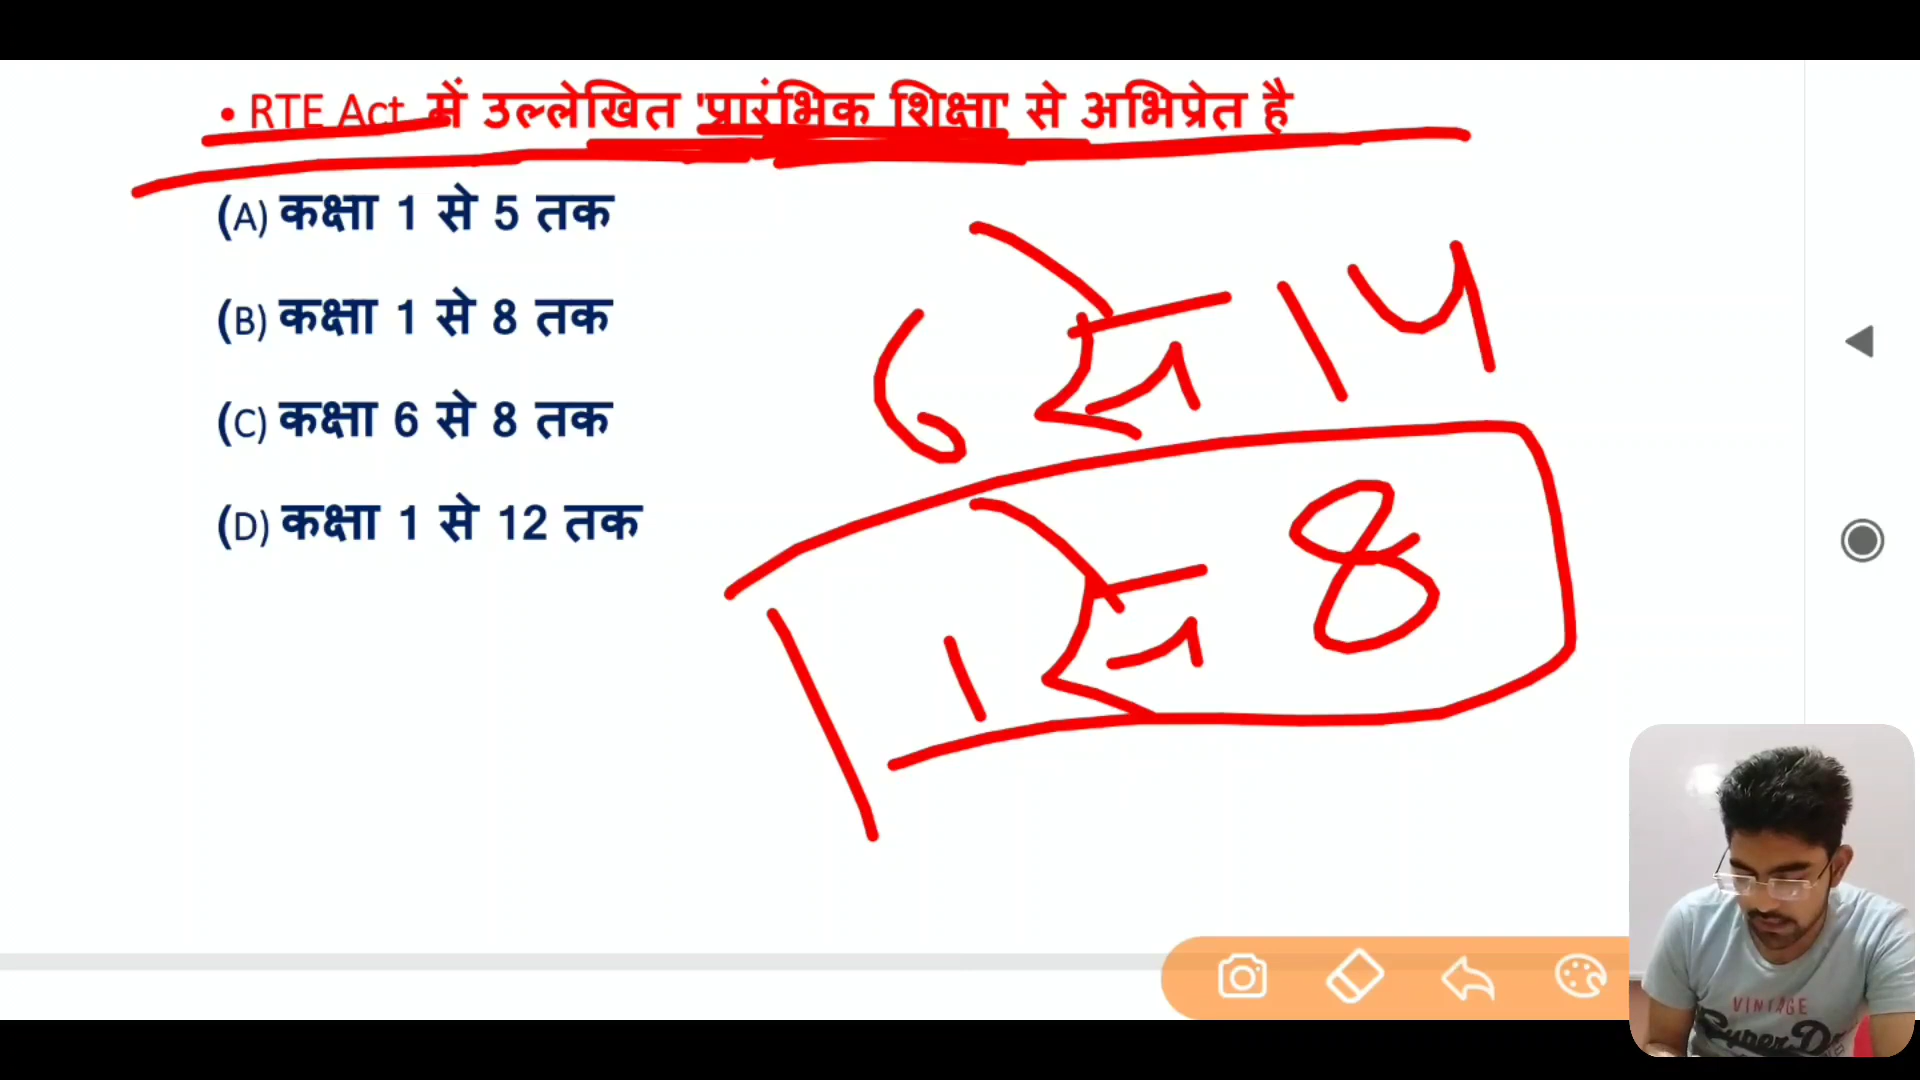 • RTE Act में उल्लेखित 'प्रारंभिक शिक्षा' से अभिप्रेत है
(A) कक्षा 1 से 5 तक
(B) कक्षा 1 से 8 तक
(C) कक्षा 6 से 8 तक
(D) कक्षा 1 से 12 तक
6 से 14
1 से 8
VINTAGE